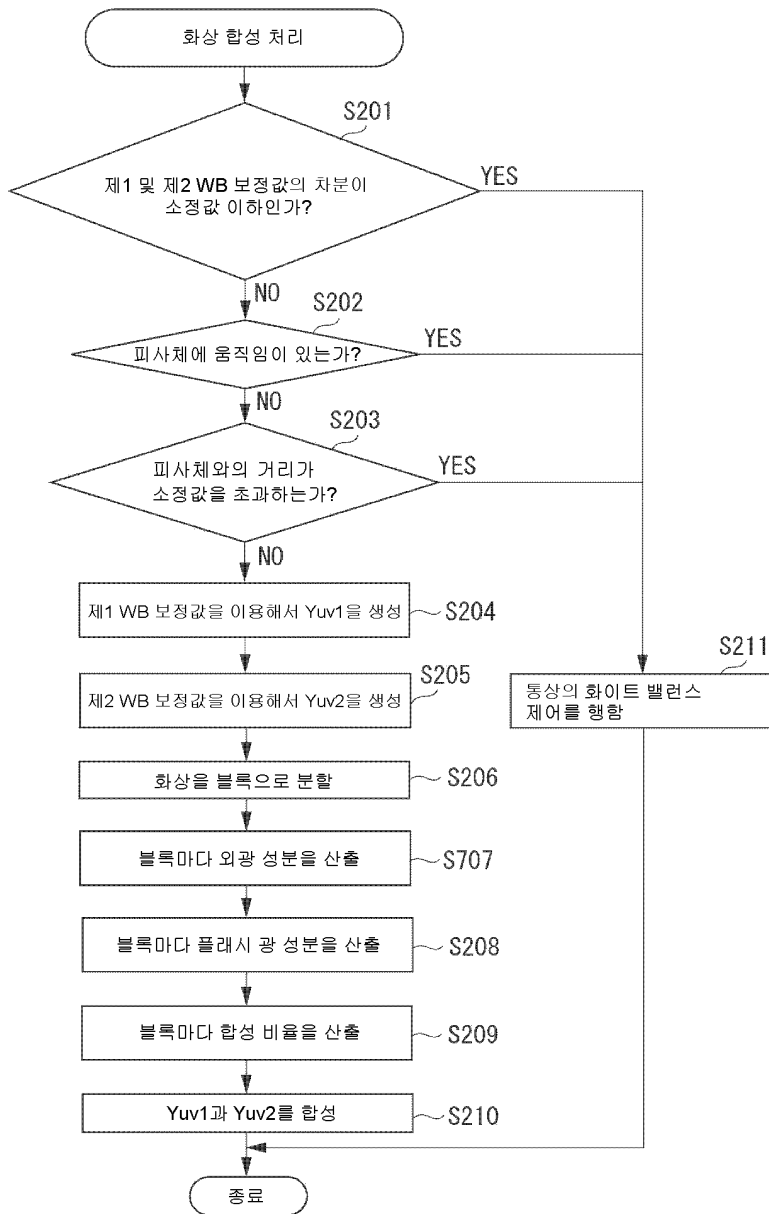 화상 합성 처리
S201
제1 및 제2 WB 보정값의 차분이
소정값 이하인가?
YES
NO
S202
피사체에 움직임이 있는가?
YES
NO
S203
피사체와의 거리가
소정값을 초과하는가?
YES
NO
제1 WB 보정값을 이용해서 Yuv1을 생성
S204
제2 WB 보정값을 이용해서 Yuv2을 생성
S205
S211
통상의 화이트 밸런스
제어를 행함
화상을 블록으로 분할
S206
블록마다 외광 성분을 산출
S707
블록마다 플래시 광 성분을 산출
S208
블록마다 합성 비율을 산출
S209
Yuv1과 Yuv2를 합성
S210
종료